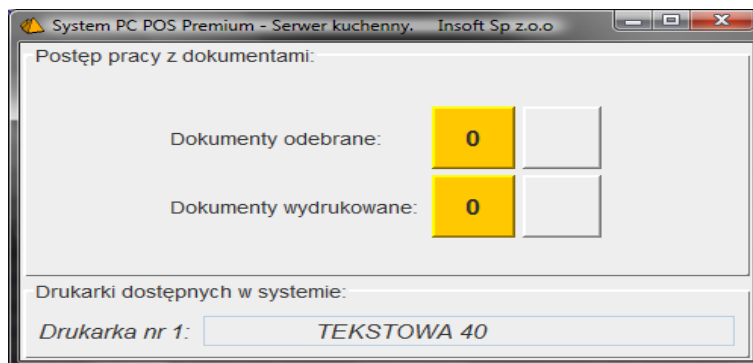 System PC POS Premium - Serwer kuchenny. Insoft Sp z.o.o
Postęp pracy z dokumentami:
Dokumenty odebrane: 0
Dokumenty wydrukowane: 0
Drukarki dostępnych w systemie:
Drukarka nr 1: TEKSTOWA 40